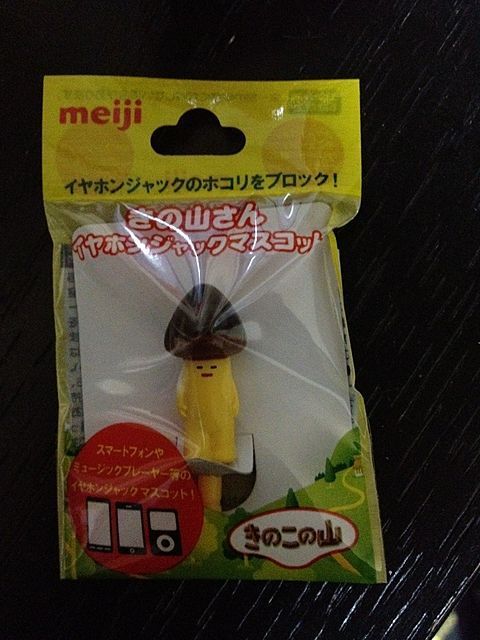 meiji
イヤホンジャックのホコリをブロック!
きの山さん
イヤホンジャックマスコット
スマートフォンや
ミュージックプレーヤー等の
イヤホンジャックマスコット!
きのこの山